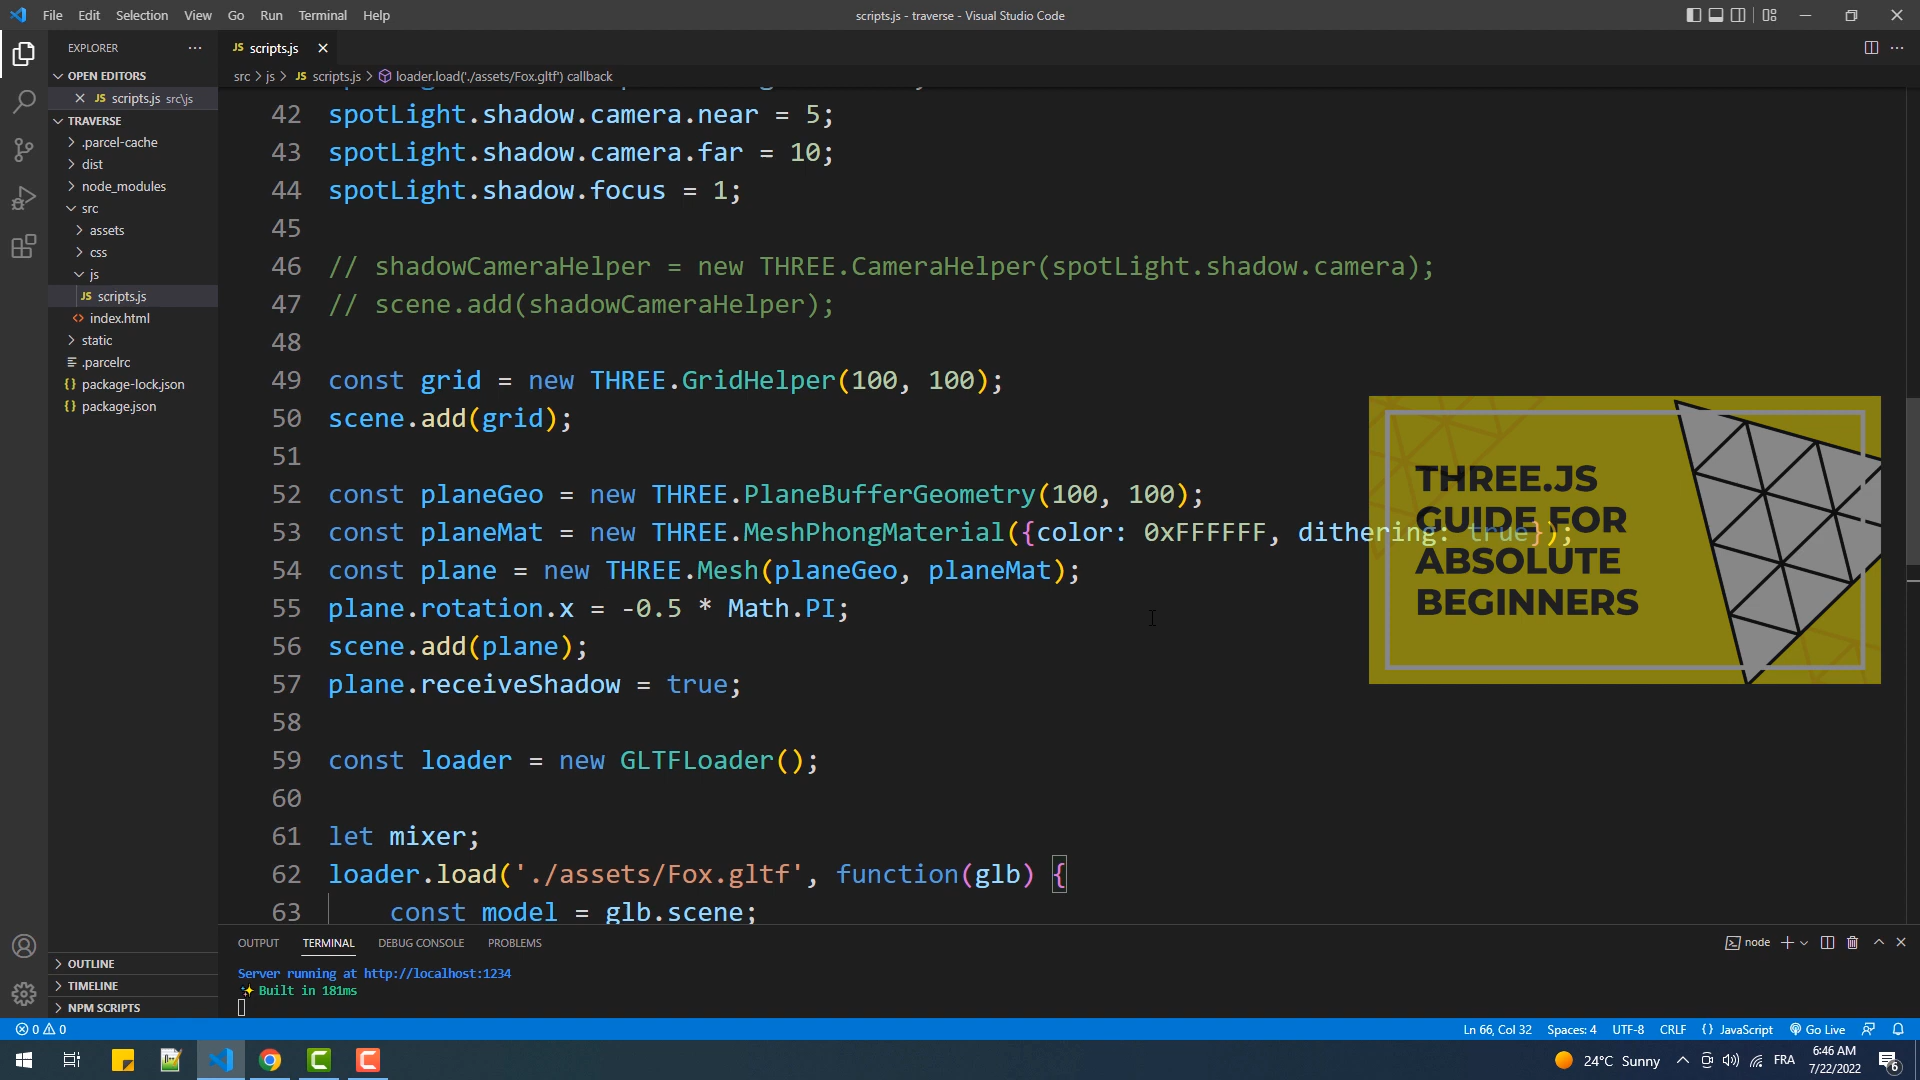 File Edit Selection View Go Run Terminal Help
scripts.js - traverse - Visual Studio Code
EXPLORER
JS scripts.js
OPEN EDITORS
src > js > JS scripts.js > loader.load('./assets/Fox.gltf') callback
JS scripts.js src\js
TRAVERSE
.parcel-cache
dist
node_modules
src
assets
css
js
JS scripts.js
index.html
static
.parcelrc
{} package-lock.json
{} package.json
42 spotLight.shadow.camera.near = 5;
43 spotLight.shadow.camera.far = 10;
44 spotLight.shadow.focus = 1;
45
46 // shadowCameraHelper = new THREE.CameraHelper(spotLight.shadow.camera);
47 // scene.add(shadowCameraHelper);
48
49 const grid = new THREE.GridHelper(100, 100);
50 scene.add(grid);
51
52 const planeGeo = new THREE.PlaneBufferGeometry(100, 100);
53 const planeMat = new THREE.MeshPhongMaterial({color: 0xFFFFFF, dithering: true});
54 const plane = new THREE.Mesh(planeGeo, planeMat);
55 plane.rotation.x = -0.5 * Math.PI;
56 scene.add(plane);
57 plane.receiveShadow = true;
58
59 const loader = new GLTFLoader();
60
61 let mixer;
62 loader.load('./assets/Fox.gltf', function(glb) {
63 const model = glb.scene;
THREE.JS
GUIDE FOR
ABSOLUTE
BEGINNERS
OUTPUT TERMINAL DEBUG CONSOLE PROBLEMS
node
Server running at http://localhost:1234
✨ Built in 181ms
OUTLINE
TIMELINE
NPM SCRIPTS
0 0
Ln 66, Col 32 Spaces: 4 UTF-8 CRLF {} JavaScript Go Live
24°C Sunny
FRA
6:46 AM
7/22/2022
6